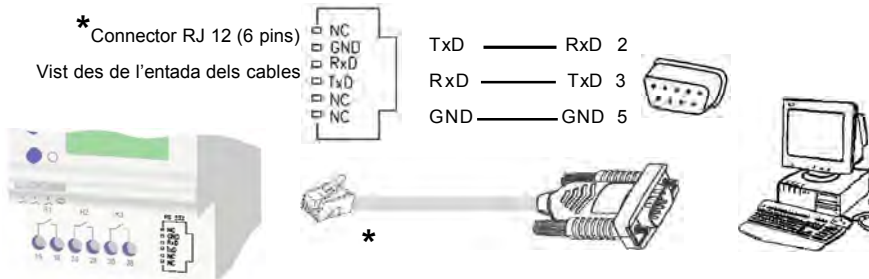 *Connector RJ 12 (6 pins)
Vist des de l'entada dels cables
NC
GND
RxD
TxD
NC
NC
TxD RxD 2
RxD TxD 3
GND GND 5
RS 232
*